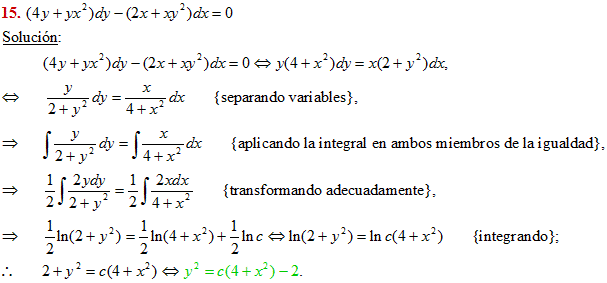 15. (4y + yx²)dy − (2x + xy²)dx = 0
Solución:
(4y + yx²)dy − (2x + xy²)dx = 0 ⇔ y(4 + x²)dy = x(2 + y²)dx,
⇔ y/(2 + y²) dy = x/(4 + x²) dx {separando variables},
⇒ ∫ y/(2 + y²) dy = ∫ x/(4 + x²) dx {aplicando la integral en ambos miembros de la igualdad},
⇒ 1/2 ∫ 2ydy/(2 + y²) = 1/2 ∫ 2xdx/(4 + x²) {transformando adecuadamente},
⇒ 1/2 ln(2 + y²) = 1/2 ln(4 + x²) + 1/2 ln c ⇔ ln(2 + y²) = ln c(4 + x²) {integrando};
∴ 2 + y² = c(4 + x²) ⇔ y² = c(4 + x²) − 2.